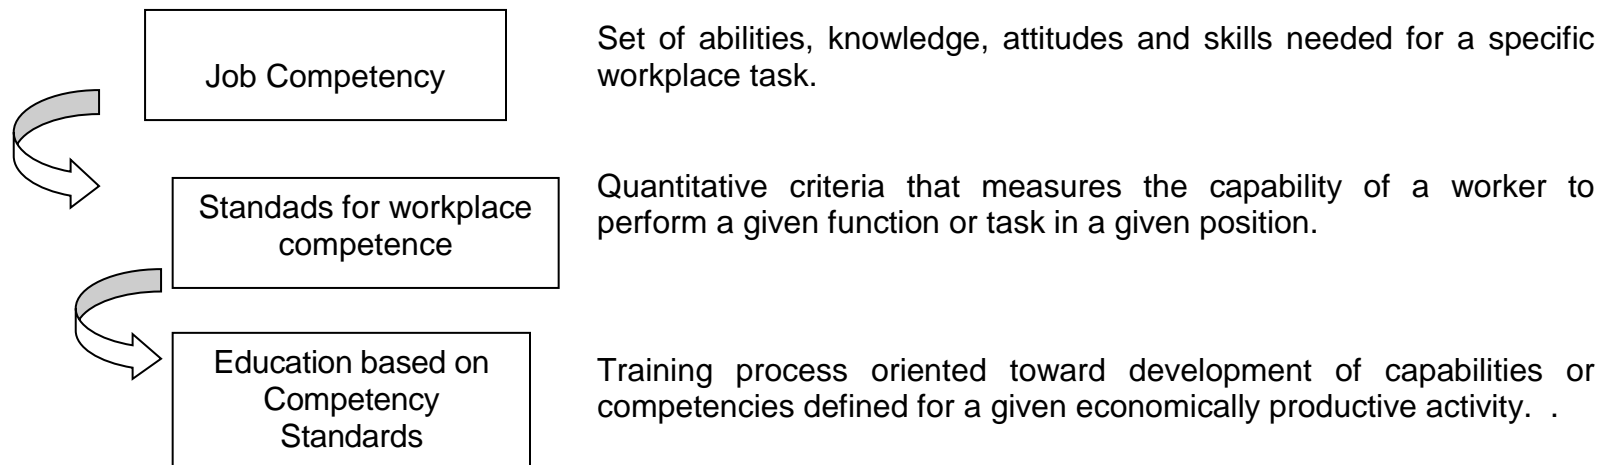 Job Competency
Set of abilities, knowledge, attitudes and skills needed for a specific
workplace task.
Standads for workplace
competence
Quantitative criteria that measures the capability of a worker to
perform a given function or task in a given position.
Education based on
Competency
Standards
Training process oriented toward development of capabilities or
competencies defined for a given economically productive activity. .